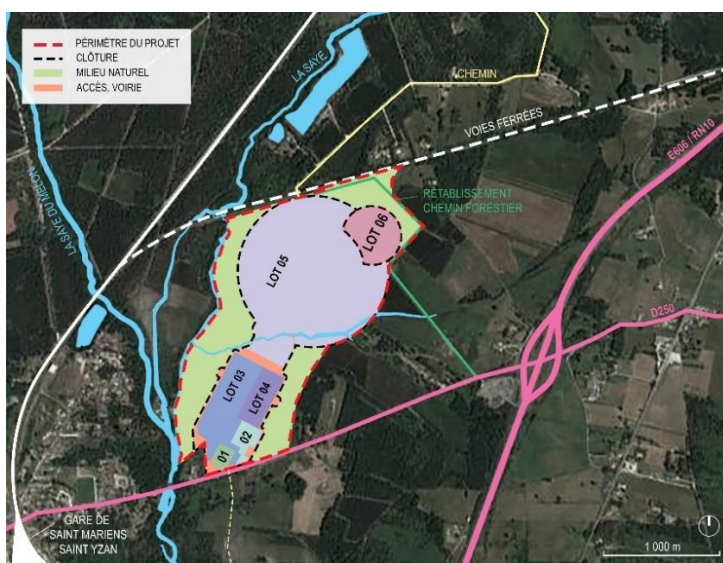 PÉRIMÈTRE DU PROJET
CLÔTURE
MILIEU NATUREL
ACCÈS, VOIRIE
LA SAYE
CHEMIN
VOIES FERRÉES
E606 / RN10
LA SAYE DU MELON
RÉTABLISSEMENT
CHEMIN FORESTIER
LOT 06
LOT 05
D250
LOT 03
LOT 04
02
01
GARE DE
SAINT MARIENS
SAINT YZAN
1 000 m